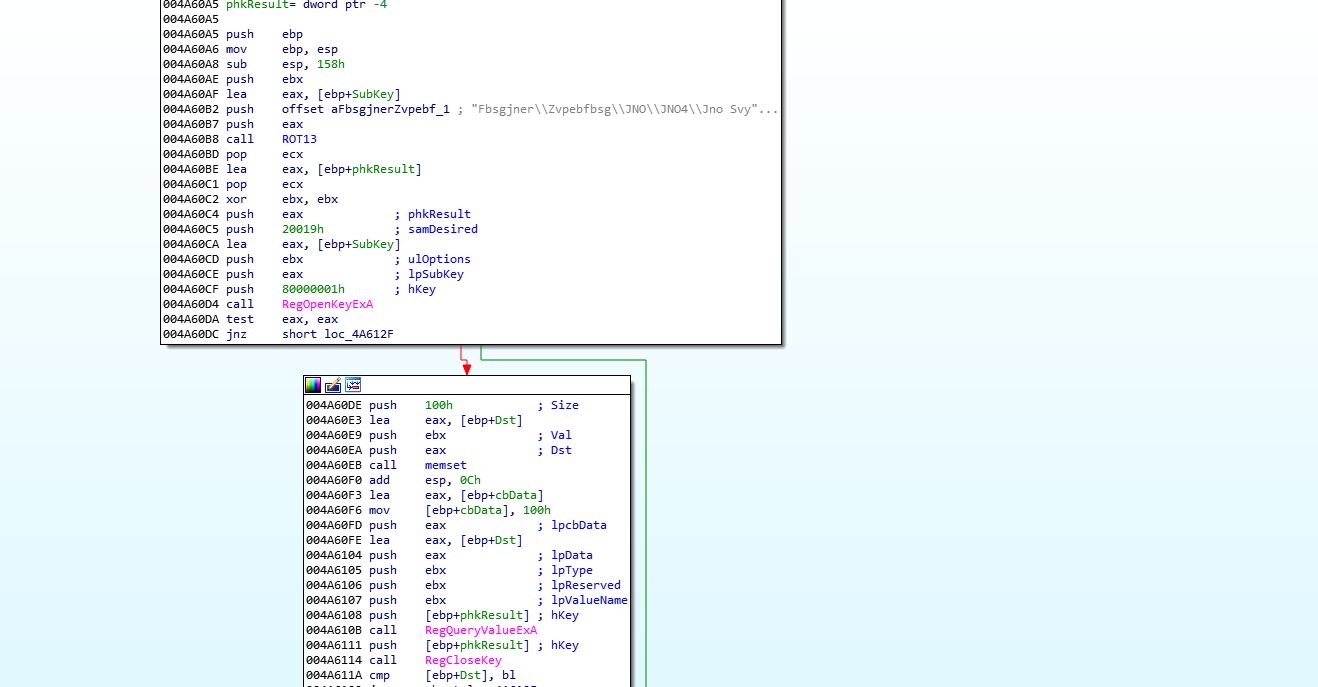 004A60A5 phkResult= dword ptr -4
004A60A5
004A60A5 push ebp
004A60A6 mov ebp, esp
004A60A8 sub esp, 158h
004A60AE push ebx
004A60AF lea eax, [ebp+SubKey]
004A60B2 push offset aFbsgjnerZvpebf_1 ; "Fbsgjner\\Zvpebfbsg\\JNO\\JNO4\\Jno Svy"...
004A60B7 push eax
004A60B8 call ROT13
004A60BD pop ecx
004A60BE lea eax, [ebp+phkResult]
004A60C1 pop ecx
004A60C2 xor ebx, ebx
004A60C4 push eax ; phkResult
004A60C5 push 20019h ; samDesired
004A60CA lea eax, [ebp+SubKey]
004A60CD push ebx ; ulOptions
004A60CE push eax ; lpSubKey
004A60CF push 80000001h ; hKey
004A60D4 call RegOpenKeyExA
004A60DA test eax, eax
004A60DC jnz short loc_4A612F
004A60DE push 100h ; Size
004A60E3 lea eax, [ebp+Dst]
004A60E9 push ebx ; Val
004A60EA push eax ; Dst
004A60EB call memset
004A60F0 add esp, 0Ch
004A60F3 lea eax, [ebp+cbData]
004A60F6 mov [ebp+cbData], 100h
004A60FD push eax ; lpcbData
004A60FE lea eax, [ebp+Dst]
004A6104 push eax ; lpData
004A6105 push ebx ; lpType
004A6106 push ebx ; lpReserved
004A6107 push ebx ; lpValueName
004A6108 push [ebp+phkResult] ; hKey
004A610B call RegQueryValueExA
004A6111 push [ebp+phkResult] ; hKey
004A6114 call RegCloseKey
004A611A cmp [ebp+Dst], bl